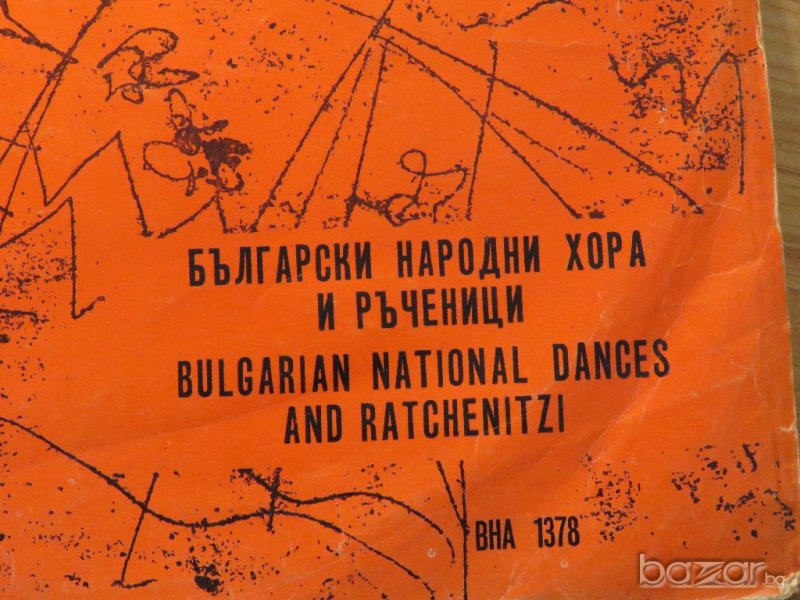 БЪЛГАРСКИ НАРОДНИ ХОРА
И РЪЧЕНИЦИ
BULGARIAN NATIONAL DANCES
AND RATCHENITZI
ВНА 1378
bazar.bg